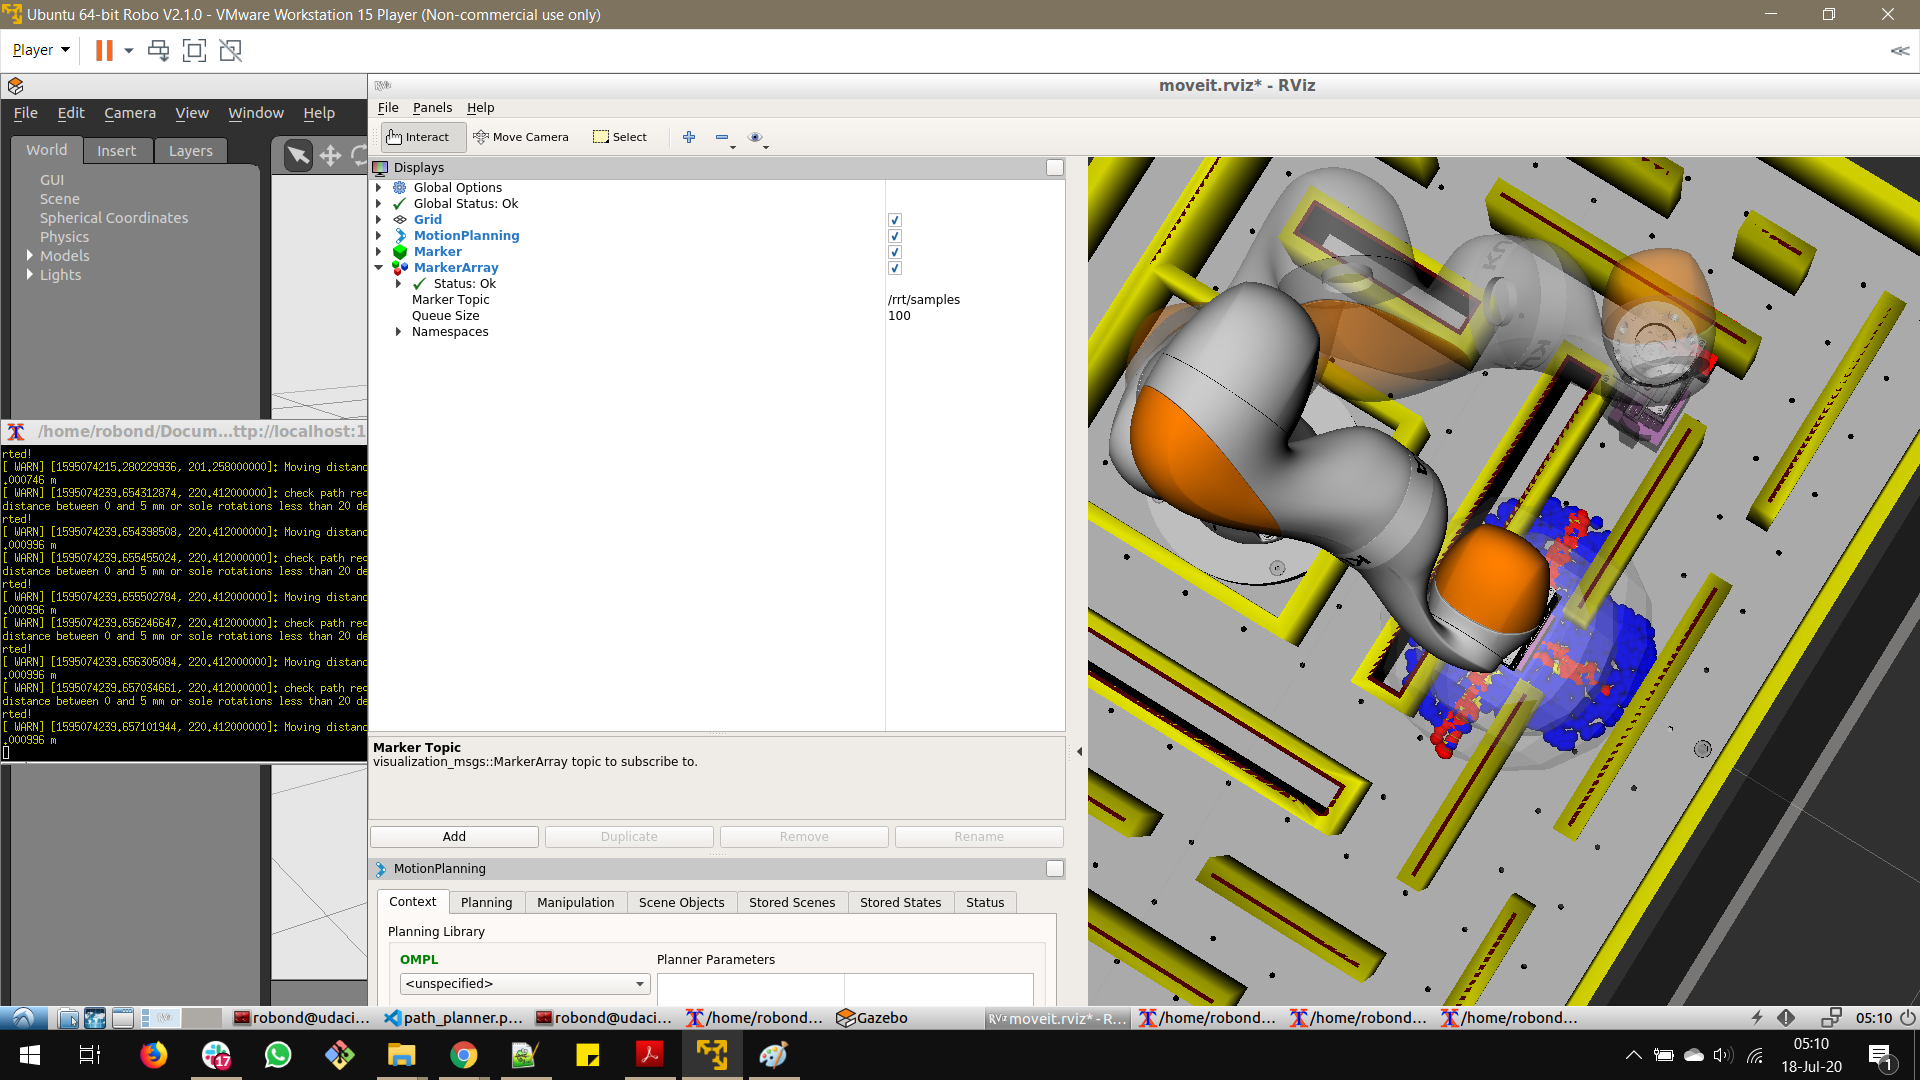 Ubuntu 64-bit Robo V2.1.0 - VMware Workstation 15 Player (Non-commercial use only)
Player
File Edit Camera View Window Help
World Insert Layers
GUI
Scene
Spherical Coordinates
Physics
Models
Lights
/home/robond/Docum...ttp://localhost:1
rted!
[ WARN] [1595074215.280229936, 201.258000000]: Moving distanc
.000746 m
[ WARN] [1595074239.654312874, 220.412000000]: check path rec
distance between 0 and 5 mm or sole rotations less than 20 de
rted!
[ WARN] [1595074239.654398508, 220.412000000]: Moving distanc
.000996 m
[ WARN] [1595074239.655455024, 220.412000000]: check path rec
distance between 0 and 5 mm or sole rotations less than 20 de
rted!
[ WARN] [1595074239.655502784, 220.412000000]: Moving distanc
.000996 m
[ WARN] [1595074239.656246647, 220.412000000]: check path rec
distance between 0 and 5 mm or sole rotations less than 20 de
rted!
[ WARN] [1595074239.656305084, 220.412000000]: Moving distanc
.000996 m
[ WARN] [1595074239.657034661, 220.412000000]: check path rec
distance between 0 and 5 mm or sole rotations less than 20 de
rted!
[ WARN] [1595074239.657101944, 220.412000000]: Moving distanc
.000996 m
RViz
moveit.rviz* - RViz
File Panels Help
Interact Move Camera Select
Displays
Global Options
Global Status: Ok
Grid
MotionPlanning
Marker
MarkerArray
Status: Ok
Marker Topic /rrt/samples
Queue Size 100
Namespaces
Marker Topic
visualization_msgs::MarkerArray topic to subscribe to.
Add Duplicate Remove Rename
MotionPlanning
Context Planning Manipulation Scene Objects Stored Scenes Stored States Status
Planning Library
OMPL
Planner Parameters
<unspecified>
robond@udaci... path_planner.p... robond@udaci... /home/robond... Gazebo RViz moveit.rviz* - R... /home/robond... /home/robond... /home/robond... 05:10
17
05:10
18-Jul-20
1